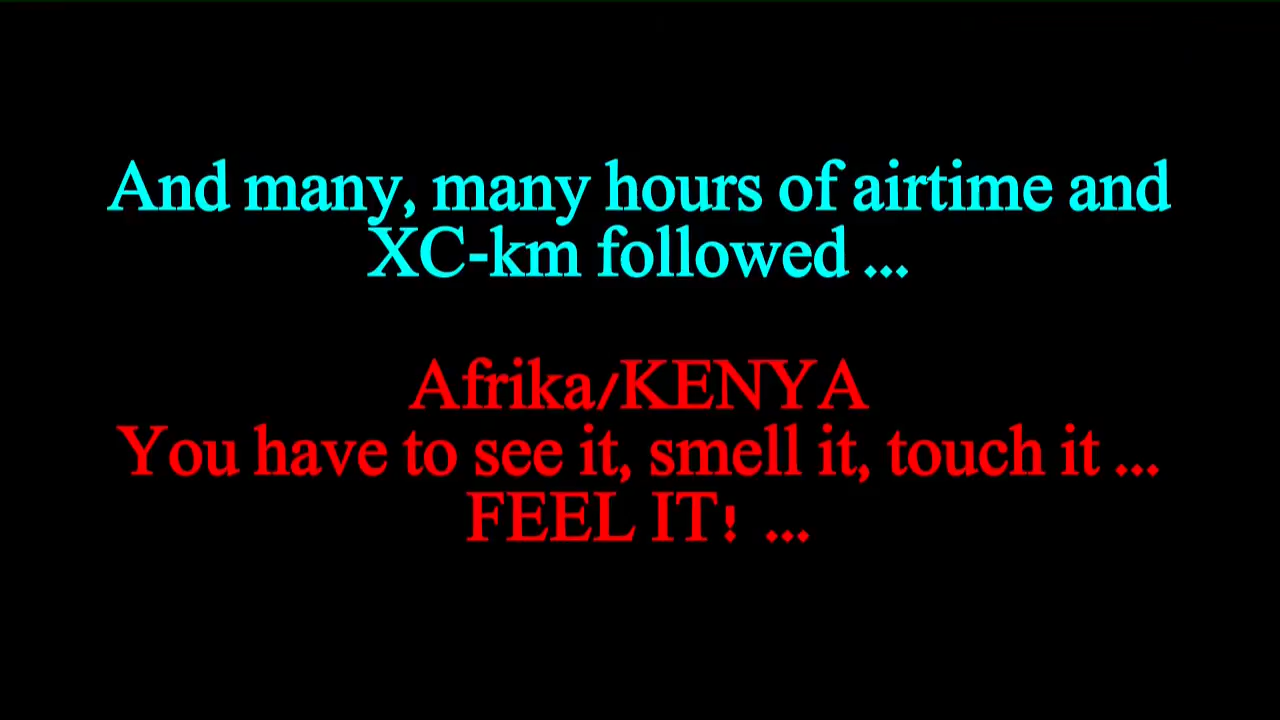 And many, many hours of airtime and
XC-km followed ...
Afrika/KENYA
You have to see it, smell it, touch it ...
FEEL IT! ...